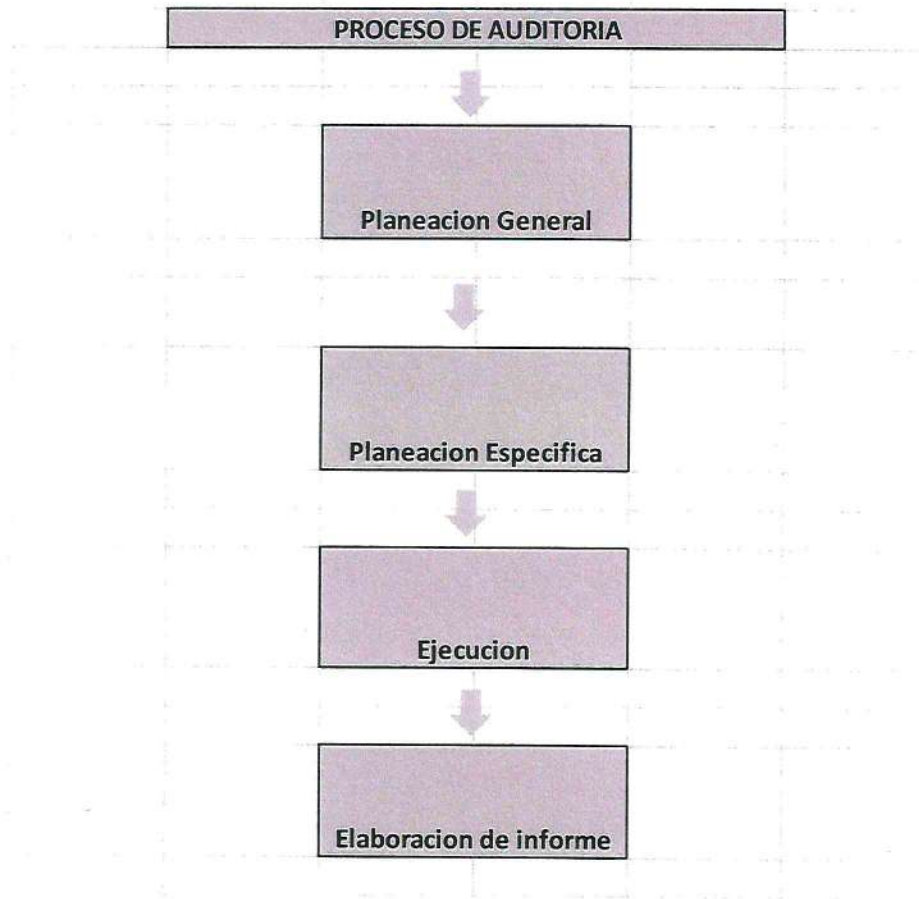 PROCESO DE AUDITORIA
Planeacion General
Planeacion Especifica
Ejecucion
Elaboracion de informe